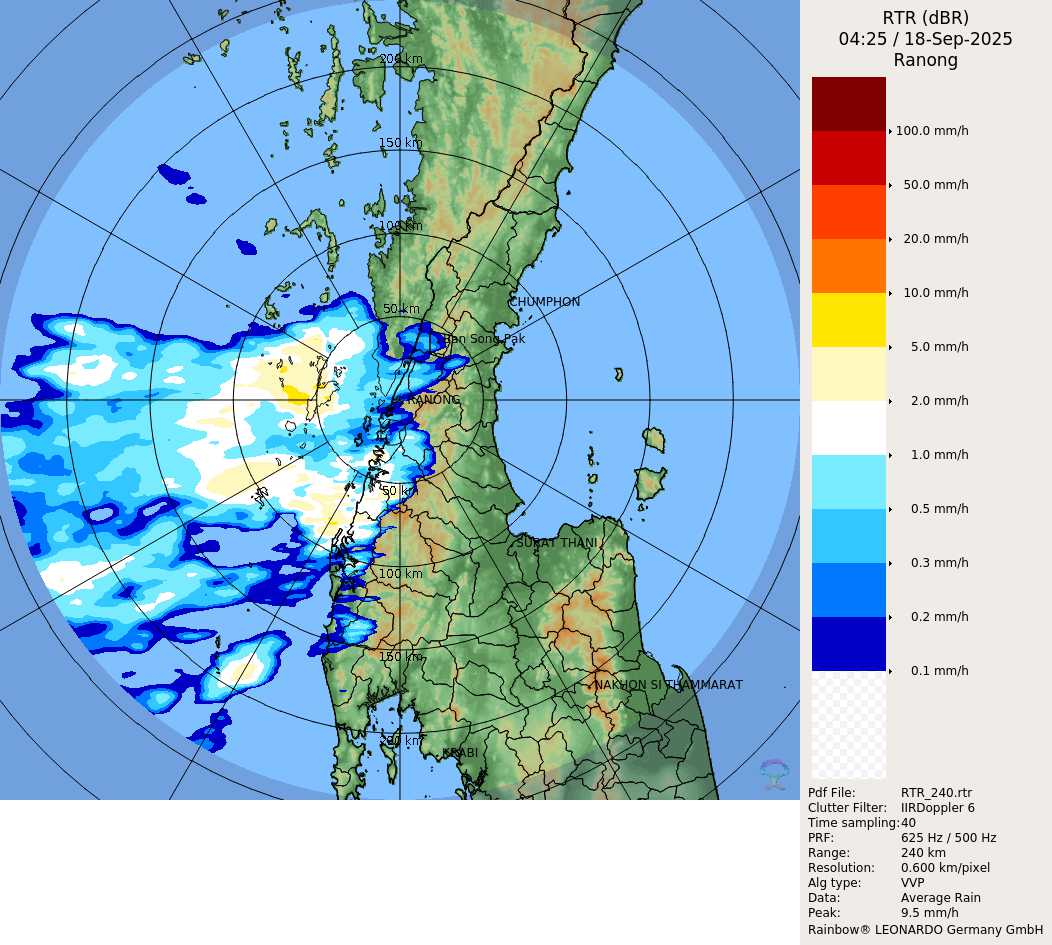 RTR (dBR)
04:25 / 18-Sep-2025
Ranong
200 km
150 km
100 km
50 km
CHUMPHON
Ban Song Pak
RANONG
50 km
SURAT THANI
100 km
150 km
NAKHON SI THAMMARAT
200 km
KRABI
100.0 mm/h
50.0 mm/h
20.0 mm/h
10.0 mm/h
5.0 mm/h
2.0 mm/h
1.0 mm/h
0.5 mm/h
0.3 mm/h
0.2 mm/h
0.1 mm/h
Pdf File: RTR_240.rtr
Clutter Filter: IIRDoppler 6
Time sampling:40
PRF: 625 Hz / 500 Hz
Range: 240 km
Resolution: 0.600 km/pixel
Alg type: VVP
Data: Average Rain
Peak: 9.5 mm/h
Rainbow® LEONARDO Germany GmbH